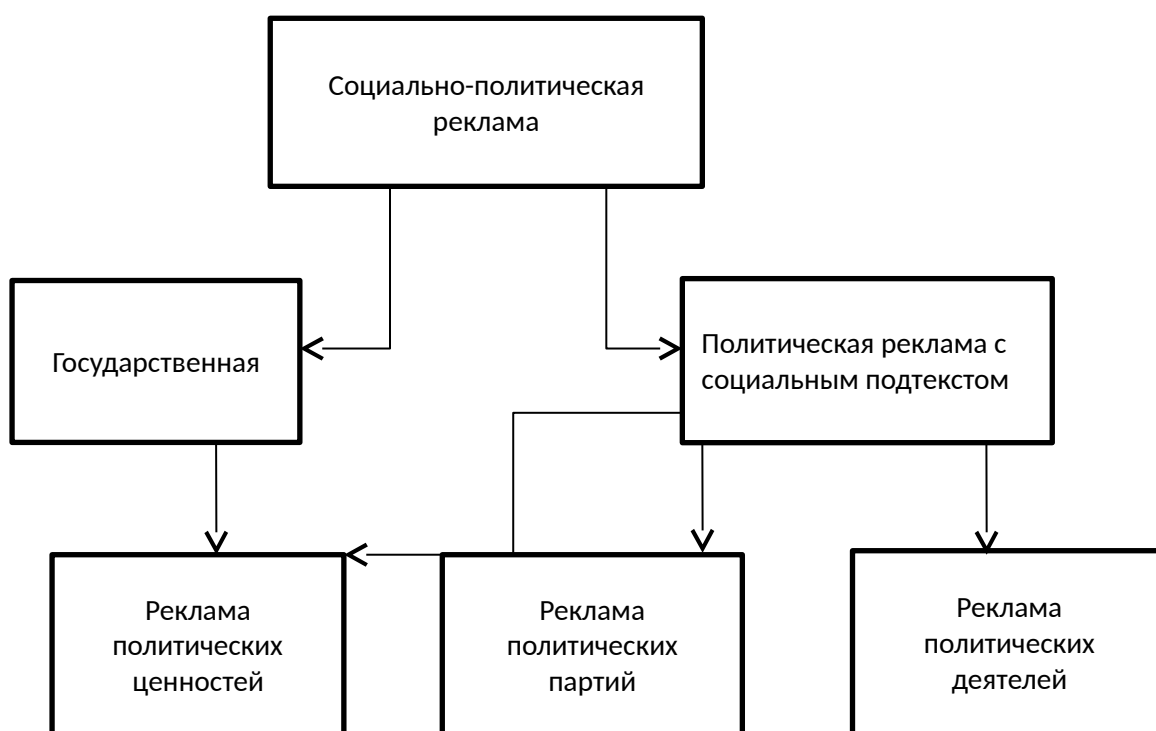 Социально-политическая
реклама
Государственная
Политическая реклама с
социальным подтекстом
Реклама
политических
ценностей
Реклама
политических
партий
Реклама
политических
деятелей